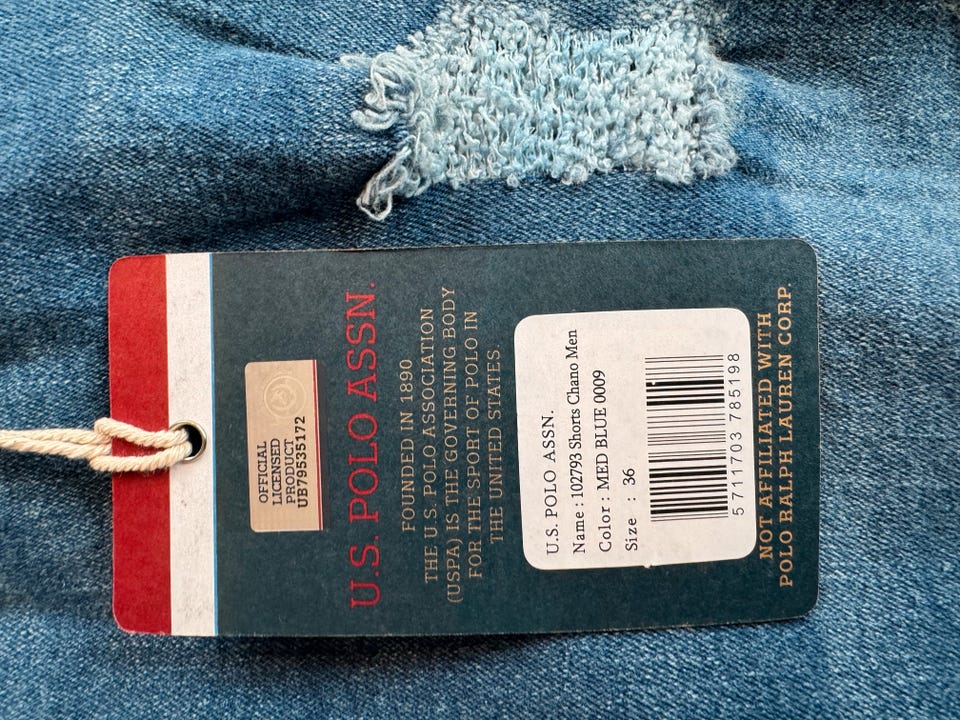 OFFICIAL
LICENSED
PRODUCT
UB79535172
U.S. POLO ASSN.
FOUNDED IN 1890
THE U.S. POLO ASSOCIATION
(USPA) IS THE GOVERNING BODY
FOR THE SPORT OF POLO IN
THE UNITED STATES.
U.S. POLO ASSN.
Name : 102793 Shorts Chano Men
Color : MED BLUE 0009
Size : 36
5 711703 785198
NOT AFFILIATED WITH
POLO RALPH LAUREN CORP.